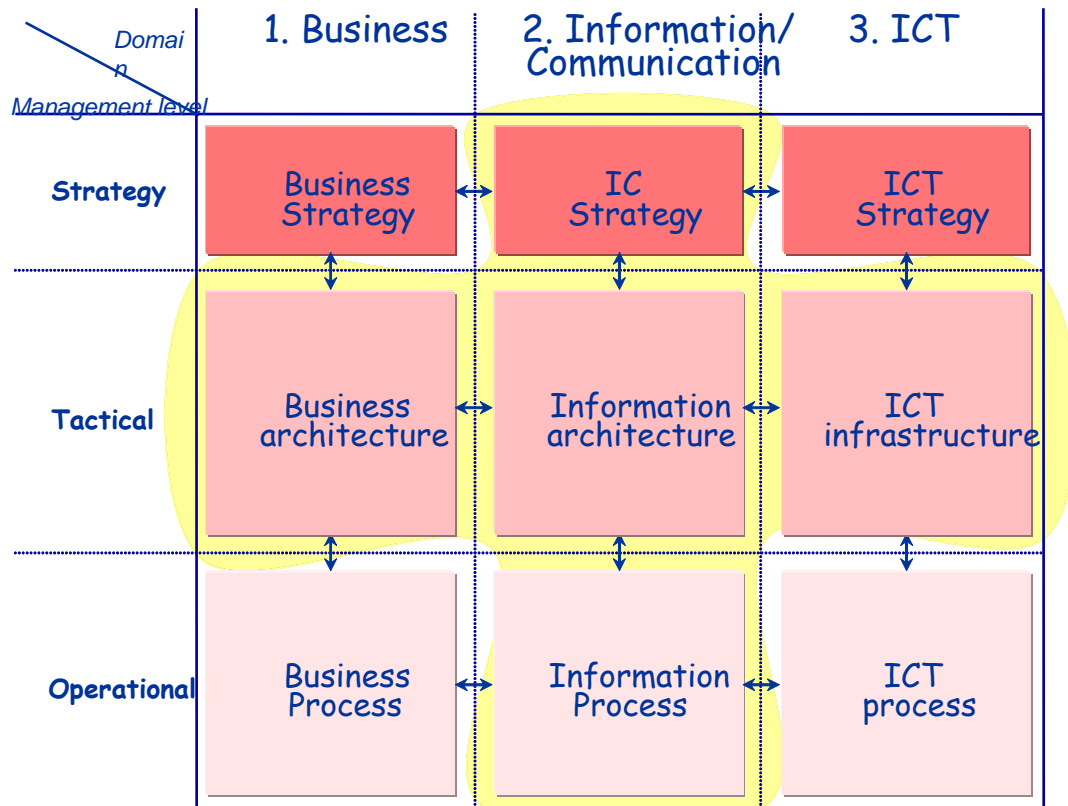 Domai
n
Management level
1. Business
2. Information/
Communication
3. ICT
Strategy
Business
Strategy
IC
Strategy
ICT
Strategy
Tactical
Business
architecture
Information
architecture
ICT
infrastructure
Operational
Business
Process
Information
Process
ICT
process